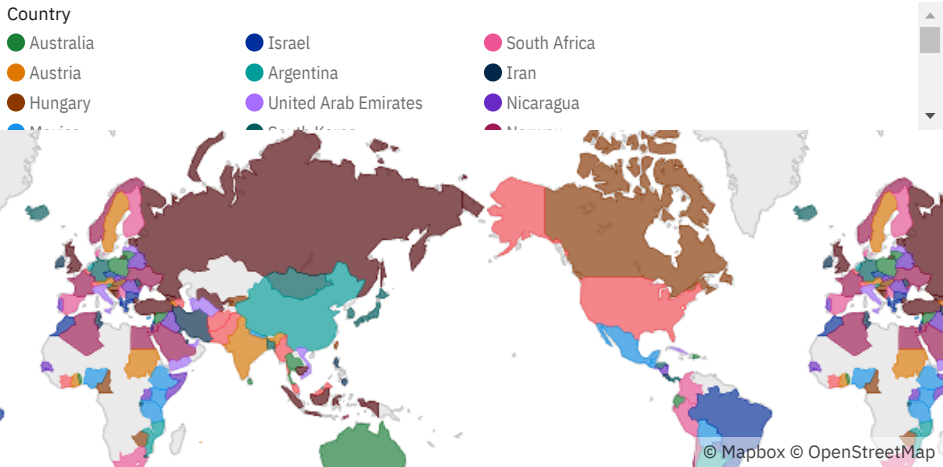 Country
Australia
Israel
South Africa
Austria
Argentina
Iran
Hungary
United Arab Emirates
Nicaragua
© Mapbox © OpenStreetMap